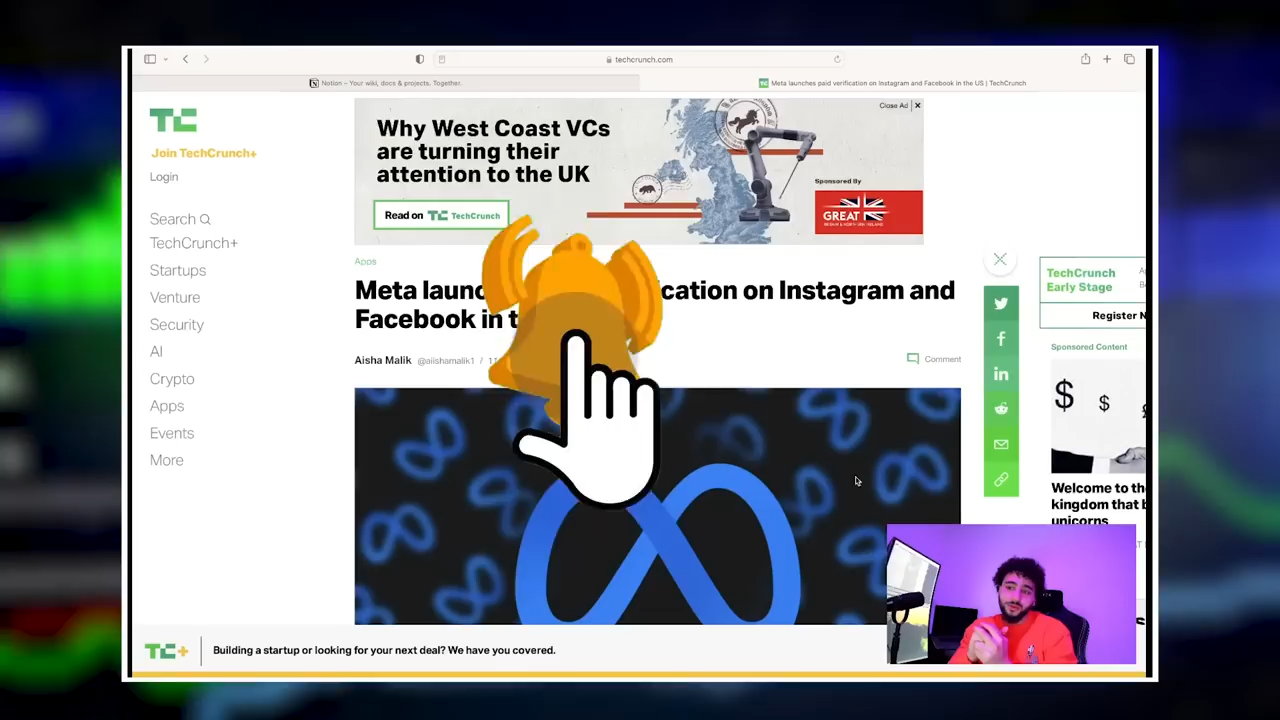 techcrunch.com
Notion – Your wiki, docs & projects. Together.
Meta launches paid verification on Instagram and Facebook in the US | TechCrunch
Join TechCrunch+
Login
Search
TechCrunch+
Startups
Venture
Security
AI
Crypto
Apps
Events
More
Close Ad
Why West Coast VCs
are turning their
attention to the UK
Read on TechCrunch
Sponsored By
GREAT
Apps
Meta
cation on Instagram and
Facebook in
Aisha Malik @aiishamalik1 /
Comment
TechCrunch
Early Stage
Register
Sponsored Content
Welcome to
kingdom that
unicorns
TC+
Building a startup or looking for your next deal? We have you covered.